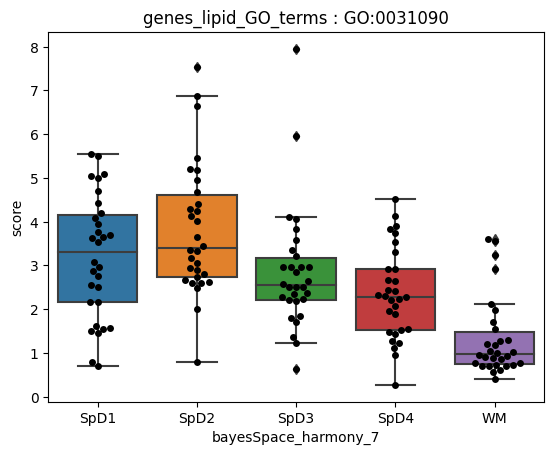 genes_lipid_GO_terms : GO:0031090
8
7
6
5
4
3
2
1
0
score
SpD1 SpD2 SpD3 SpD4 WM
bayesSpace_harmony_7